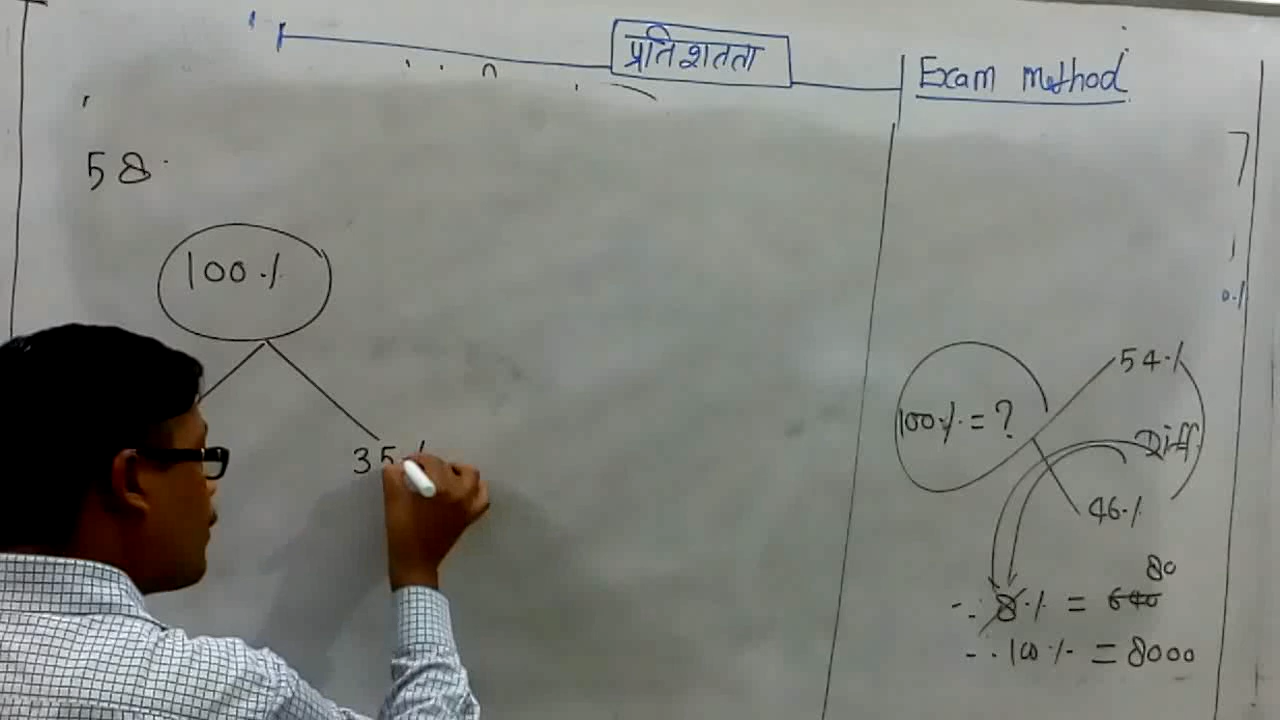 प्रतिशतता
Exam method
58.
100%
35%
54%
100% = ?
Diff.
46%
80
8% = 640
100% = 8000